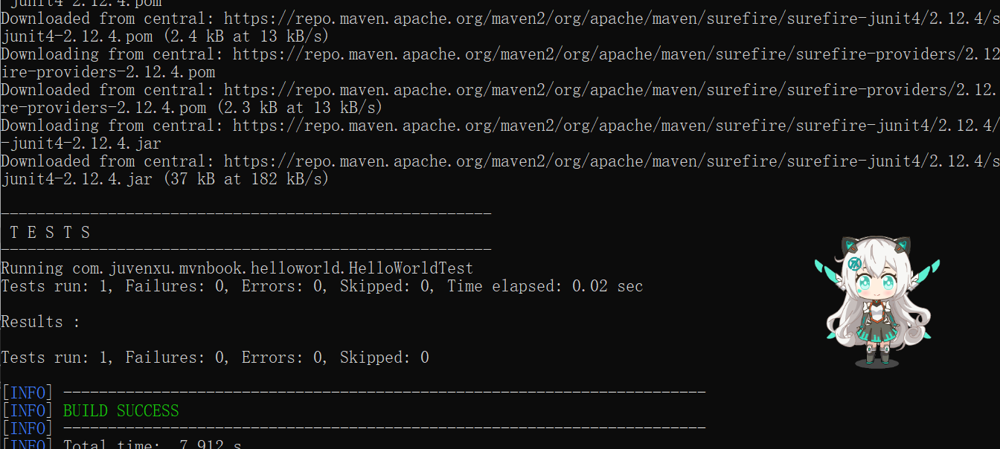 junit4-2.12.4.pom
Downloaded from central: https://repo.maven.apache.org/maven2/org/apache/maven/surefire/surefire-junit4/2.12.4/s
junit4-2.12.4.pom (2.4 kB at 13 kB/s)
Downloading from central: https://repo.maven.apache.org/maven2/org/apache/maven/surefire/surefire-providers/2.12
ire-providers-2.12.4.pom
Downloaded from central: https://repo.maven.apache.org/maven2/org/apache/maven/surefire/surefire-providers/2.12.
re-providers-2.12.4.pom (2.3 kB at 13 kB/s)
Downloading from central: https://repo.maven.apache.org/maven2/org/apache/maven/surefire/surefire-junit4/2.12.4/
-junit4-2.12.4.jar
Downloaded from central: https://repo.maven.apache.org/maven2/org/apache/maven/surefire/surefire-junit4/2.12.4/s
junit4-2.12.4.jar (37 kB at 182 kB/s)
-------------------------------------------------------
T E S T S
-------------------------------------------------------
Running com.juvenxu.mvnbook.helloworld.HelloWorldTest
Tests run: 1, Failures: 0, Errors: 0, Skipped: 0, Time elapsed: 0.02 sec
Results :
Tests run: 1, Failures: 0, Errors: 0, Skipped: 0
[INFO] ------------------------------------------------------------------------
[INFO] BUILD SUCCESS
[INFO] ------------------------------------------------------------------------
[INFO] Total time:  7.912 s